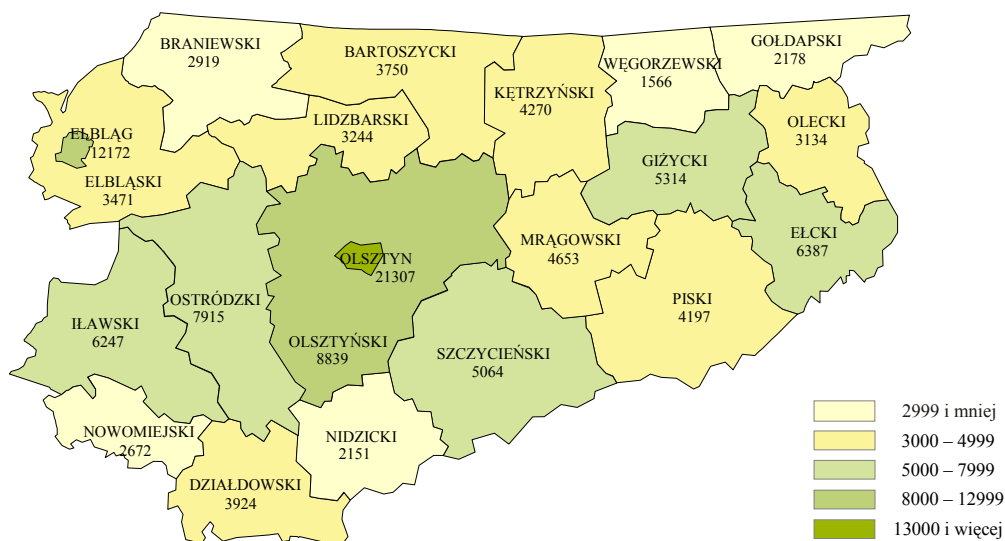 BRANIEWSKI
2919
BARTOSZYCKI
3750
KĘTRZYŃSKI
4270
WĘGORZEWSKI
1566
GOŁDAPSKI
2178
ELBLĄG
12172
ELBLĄSKI
3471
LIDZBARSKI
3244
GIŻYCKI
5314
OLECKI
3134
EŁCKI
6387
MRĄGOWSKI
4653
OLSZTYN
21307
PISKI
4197
OSTRÓDZKI
7915
IŁAWSKI
6247
OLSZTYŃSKI
8839
SZCZYCIEŃSKI
5064
NOWOMIEJSKI
2672
NIDZICKI
2151
DZIAŁDOWSKI
3924
2999 i mniej
3000 – 4999
5000 – 7999
8000 – 12999
13000 i więcej